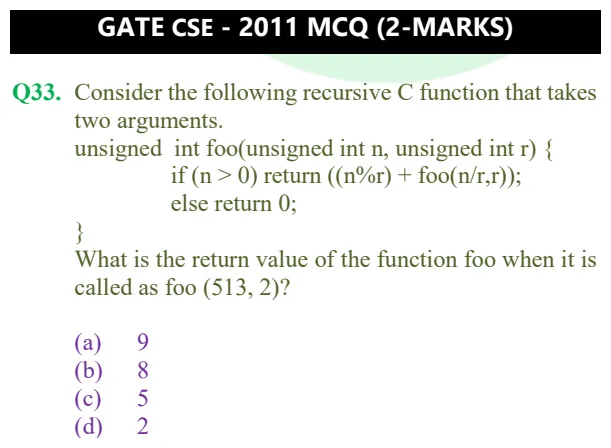 GATE CSE - 2011 MCQ (2-MARKS)
Q33. Consider the following recursive C function that takes
two arguments.
unsigned int foo(unsigned int n, unsigned int r) {
if (n > 0) return ((n%r) + foo(n/r,r));
else return 0;
}
What is the return value of the function foo when it is
called as foo (513, 2)?
(a) 9
(b) 8
(c) 5
(d) 2